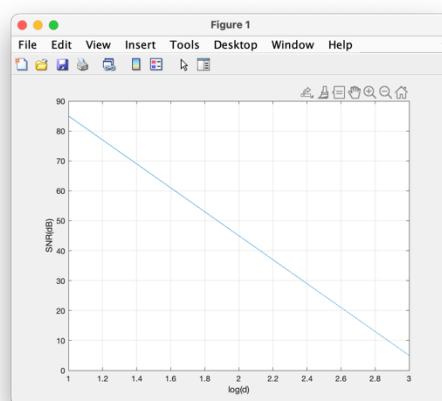 Figure 1
File Edit View Insert Tools Desktop Window Help
90
80
70
60
50
40
30
20
10
0
SNR(dB)
1 1.2 1.4 1.6 1.8 2 2.2 2.4 2.6 2.8 3
log(d)